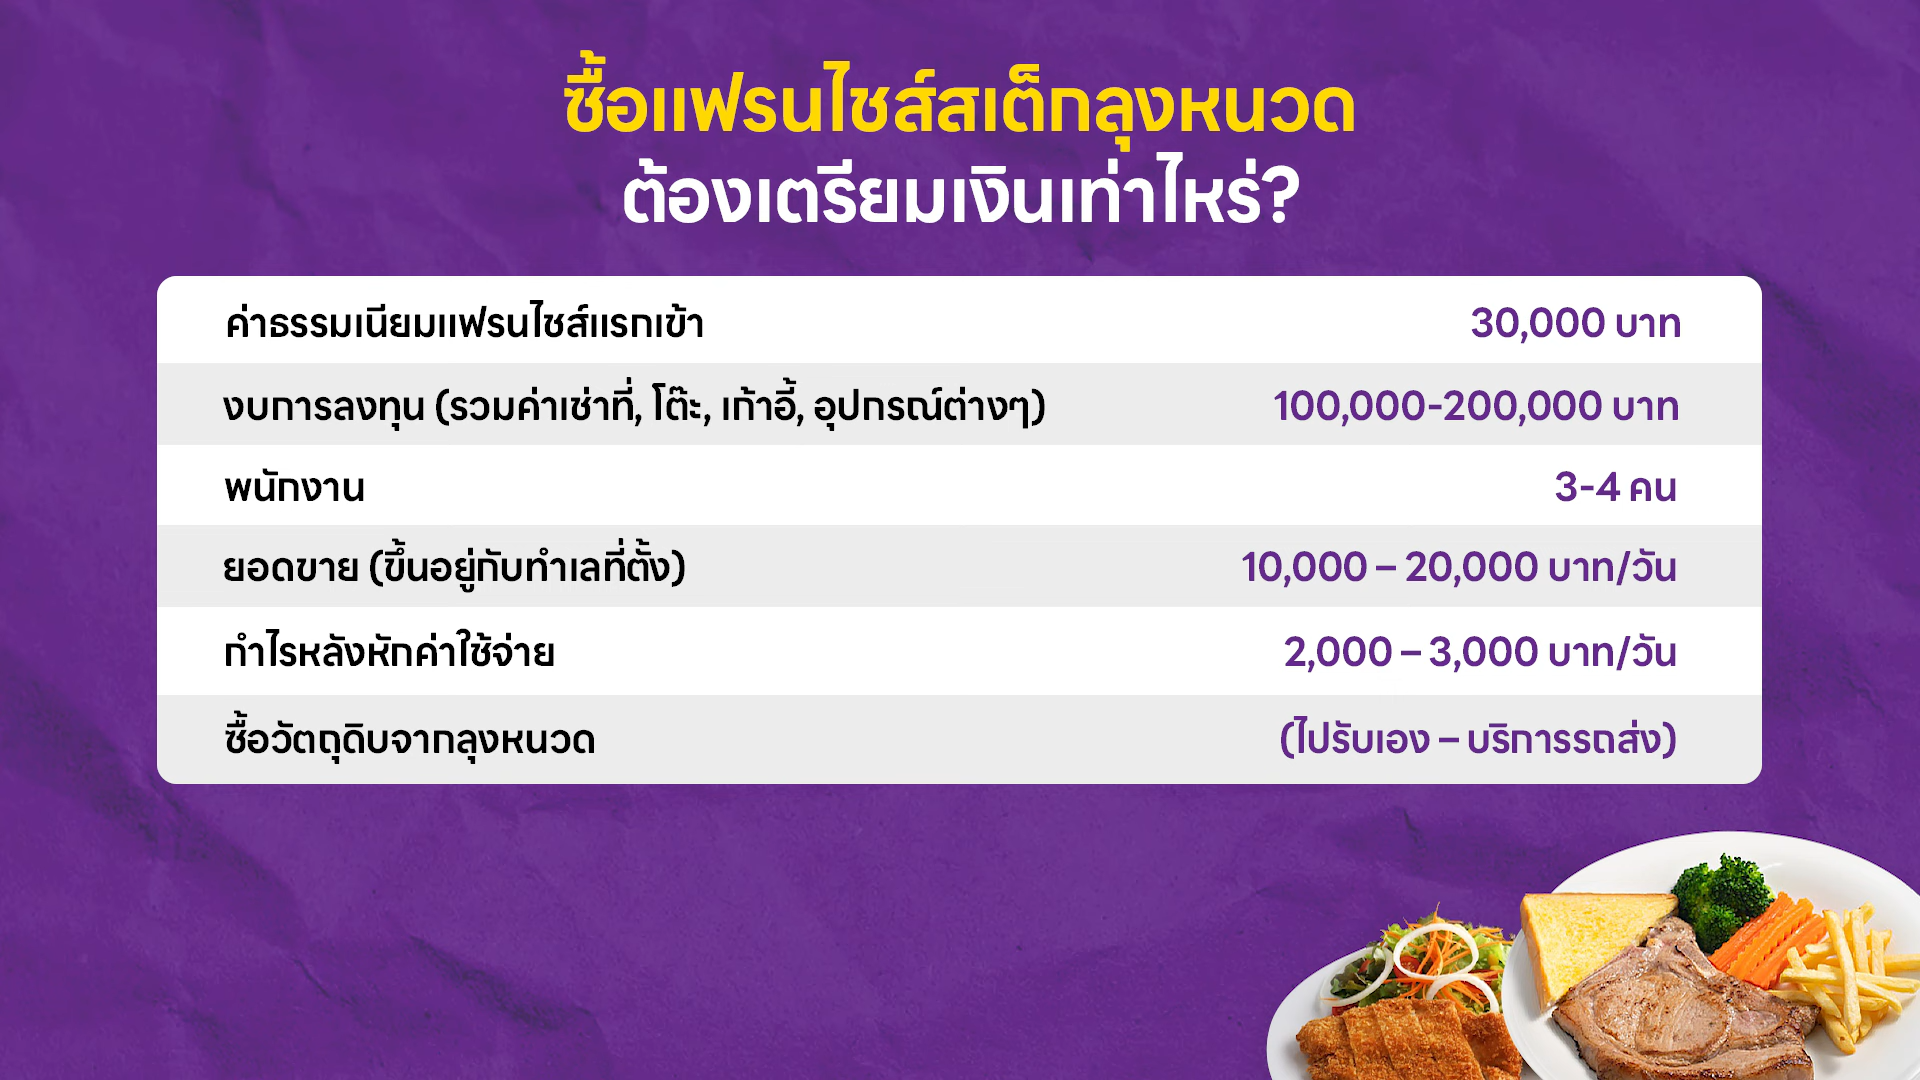 ซื้อแฟรนไชส์สเต็กลุงหนวด
ต้องเตรียมเงินเท่าไหร่?
ค่าธรรมเนียมแฟรนไชส์แรกเข้า 30,000 บาท
งบการลงทุน (รวมค่าเช่าที่, โต๊ะ, เก้าอี้, อุปกรณ์ต่างๆ) 100,000-200,000 บาท
พนักงาน 3-4 คน
ยอดขาย (ขึ้นอยู่กับทำเลที่ตั้ง) 10,000 – 20,000 บาท/วัน
กำไรหลังหักค่าใช้จ่าย 2,000 – 3,000 บาท/วัน
ซื้อวัตถุดิบจากลุงหนวด (ไปรับเอง – บริการรถส่ง)